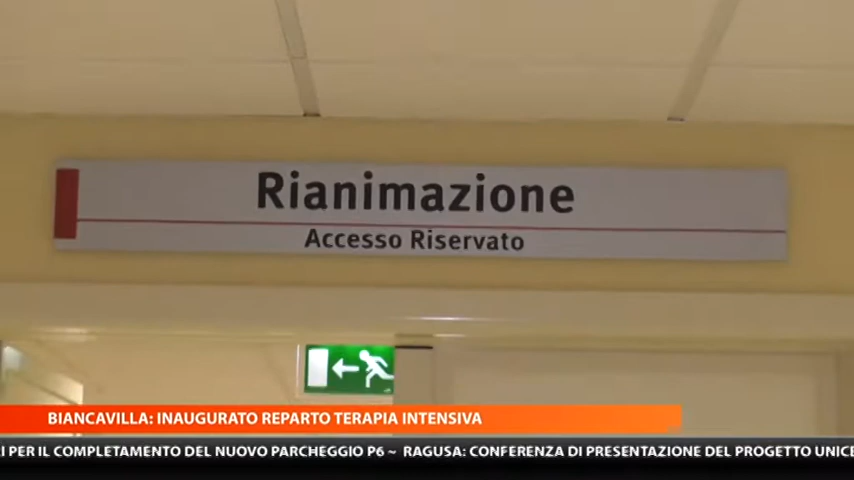 Rianimazione
Accesso Riservato
BIANCAVILLA: INAUGURATO REPARTO TERAPIA INTENSIVA
PER IL COMPLETAMENTO DEL NUOVO PARCHEGGIO P6 ~ RAGUSA: CONFERENZA DI PRESENTAZIONE DEL PROGETTO